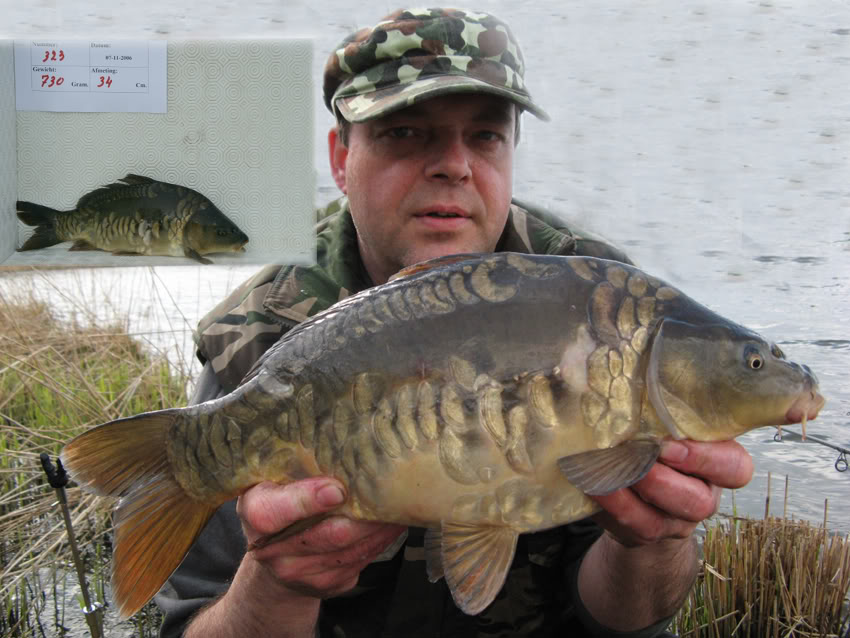 Nummer: Datum:
323 07-11-2006
Gewicht: Afmeting:
730 Gram. 34 Cm.